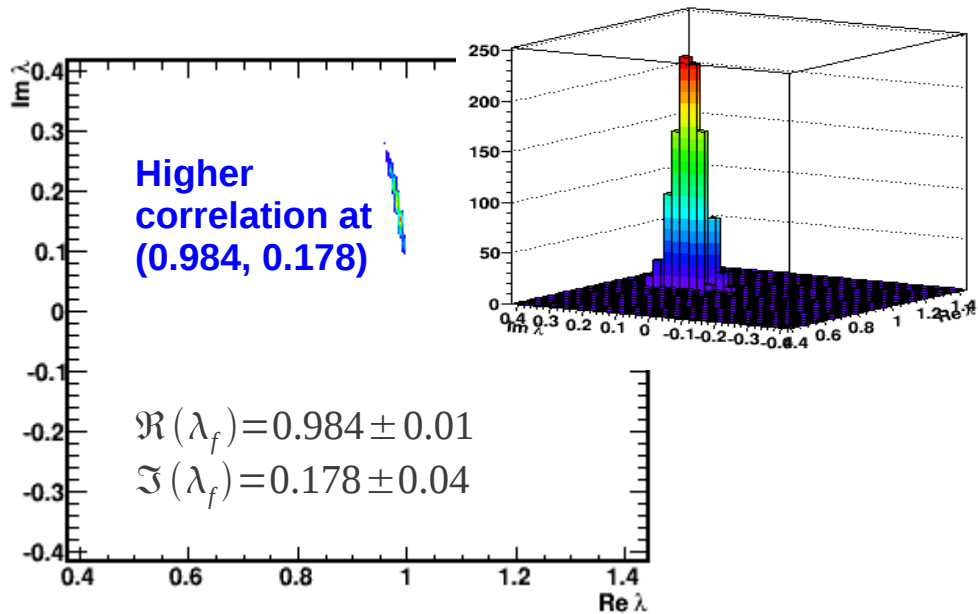 Im λ
0.4
0.3
0.2
0.1
0
-0.1
-0.2
-0.3
-0.4
0.4 0.6 0.8 1 1.2 1.4
Re λ
Higher
correlation at
(0.984, 0.178)
ℜ(λ_f)=0.984±0.01
ℑ(λ_f)=0.178±0.04
250
200
150
100
50
0
0.4 0.3 0.2 0.1 0 -0.1 -0.2 -0.3
Im λ
0.4 0.6 0.8 1 1.2 1.4
Re λ